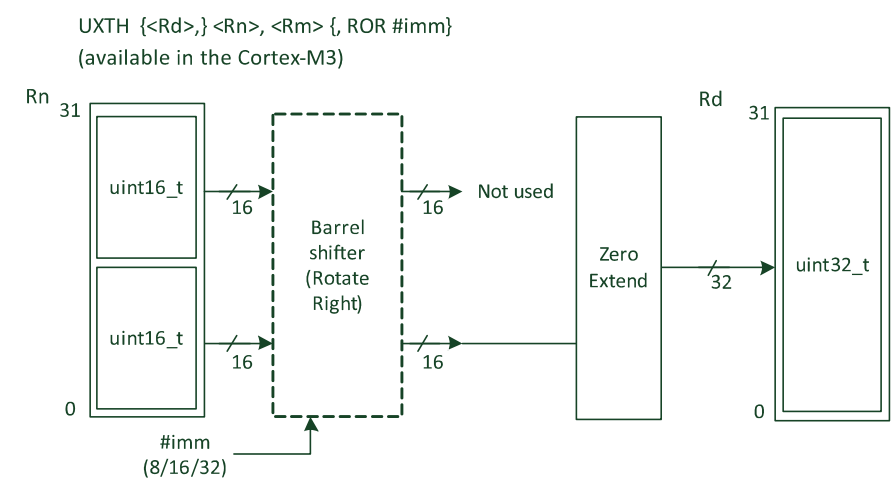 UXTH {<Rd>,} <Rn>, <Rm> {, ROR #imm}
(available in the Cortex-M3)
Rn
31
uint16_t
uint16_t
0
16
16
Barrel
shifter
(Rotate
Right)
#imm
(8/16/32)
16
Not used
16
Zero
Extend
32
Rd
31
uint32_t
0